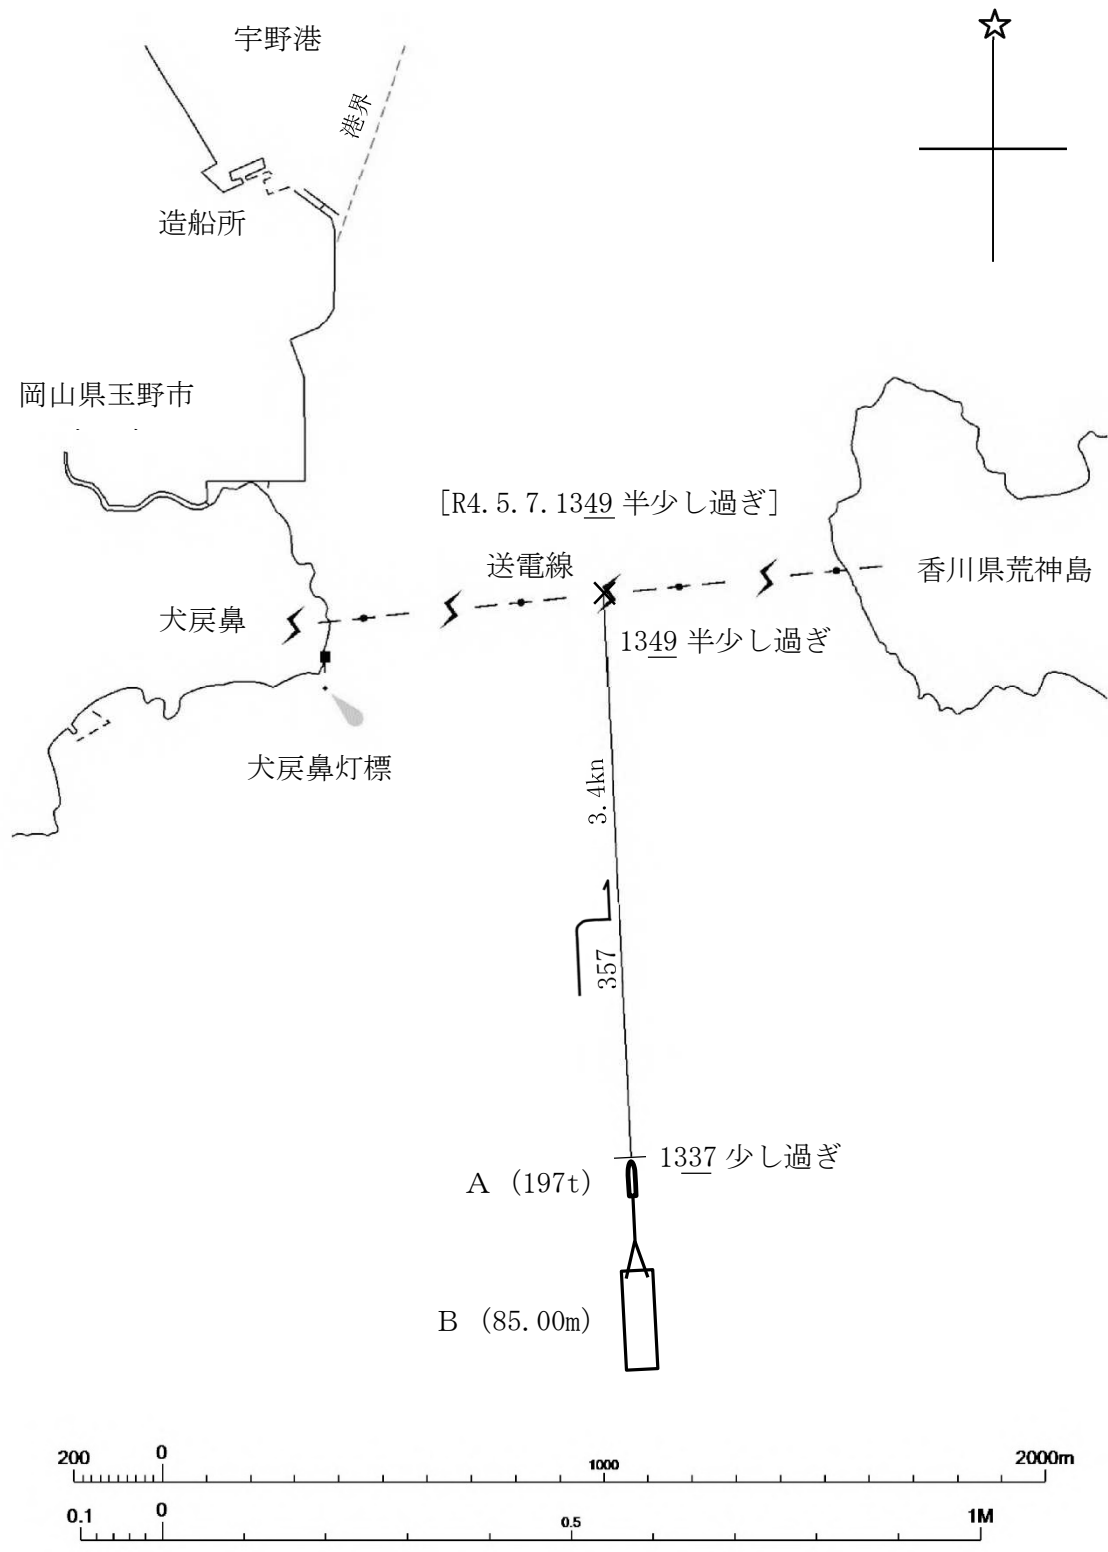 宇野港
港界
造船所
岡山県玉野市
[R4.5.7.1349 半少し過ぎ]
送電線
香川県荒神島
犬戻鼻
1349 半少し過ぎ
犬戻鼻灯標
3.4kn
357
1337 少し過ぎ
A (197t)
B (85.00m)
200 0 1000 2000m
0.1 0 0.5 1M